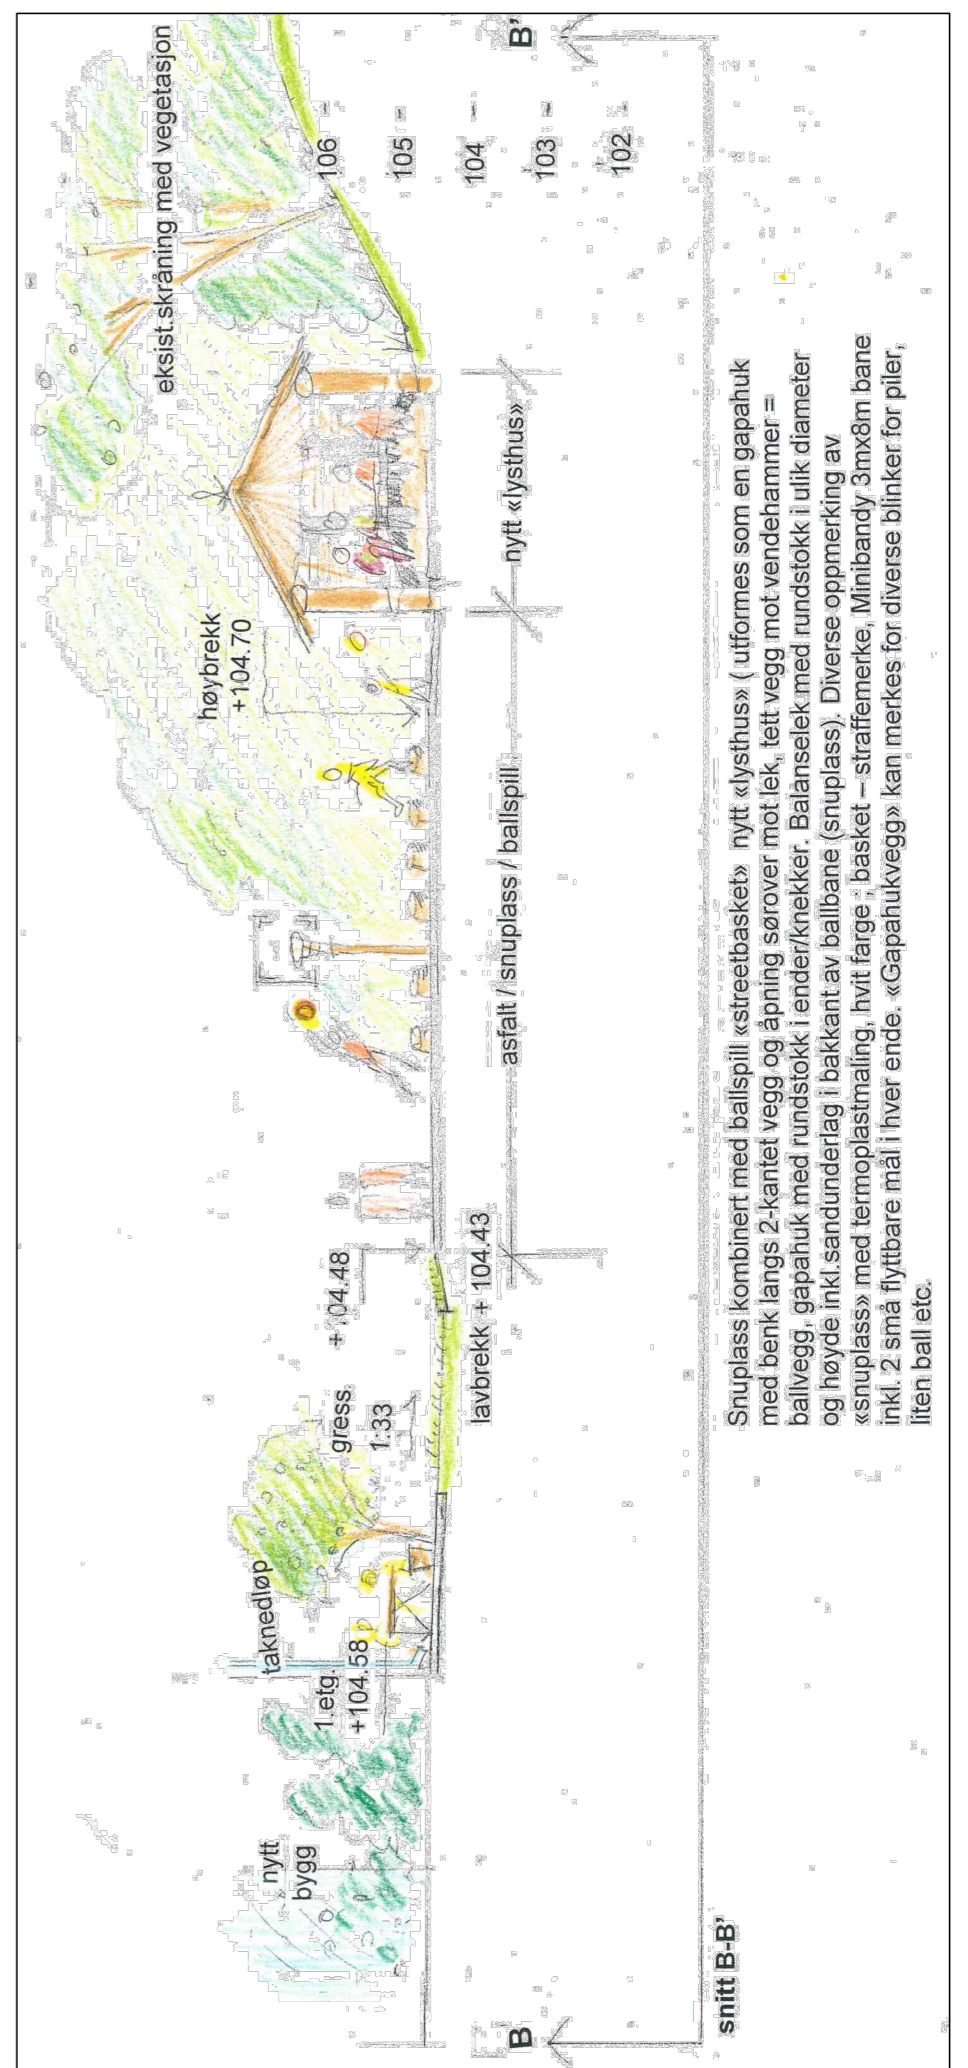 eksist.skråning med vegetasjon
høybrekk
+104.70
106
105
104
103
102
nytt
bygg
1.etg.
+104.58
taknedløp
gress
1:33
+104.48
lavbrekk + 104.43
asfalt / snuplass / ballspill
nytt «lysthus»
B
B'
snitt B-B'
Snuplass kombinert med ballspill «streetbasket» nytt «lysthus» ( utformes som en gapahuk
med benk langs 2-kantet vegg og åpning sørover mot lek, tett vegg mot vendehammer =
ballvegg, gapahuk med rundstokk i ender/knekker. Balanselek med rundstokk i ulik diameter
og høyde inkl.sandunderlag i bakkant av ballbane (snuplass). Diverse oppmerking av
«snuplass» med termoplastmaling, hvit farge ; basket – straffemerke, Minibandy 3mx8m bane
inkl. 2 små flyttbare mål i hver ende. «Gapahukvegg» kan merkes for diverse blinker for piler,
liten ball etc.